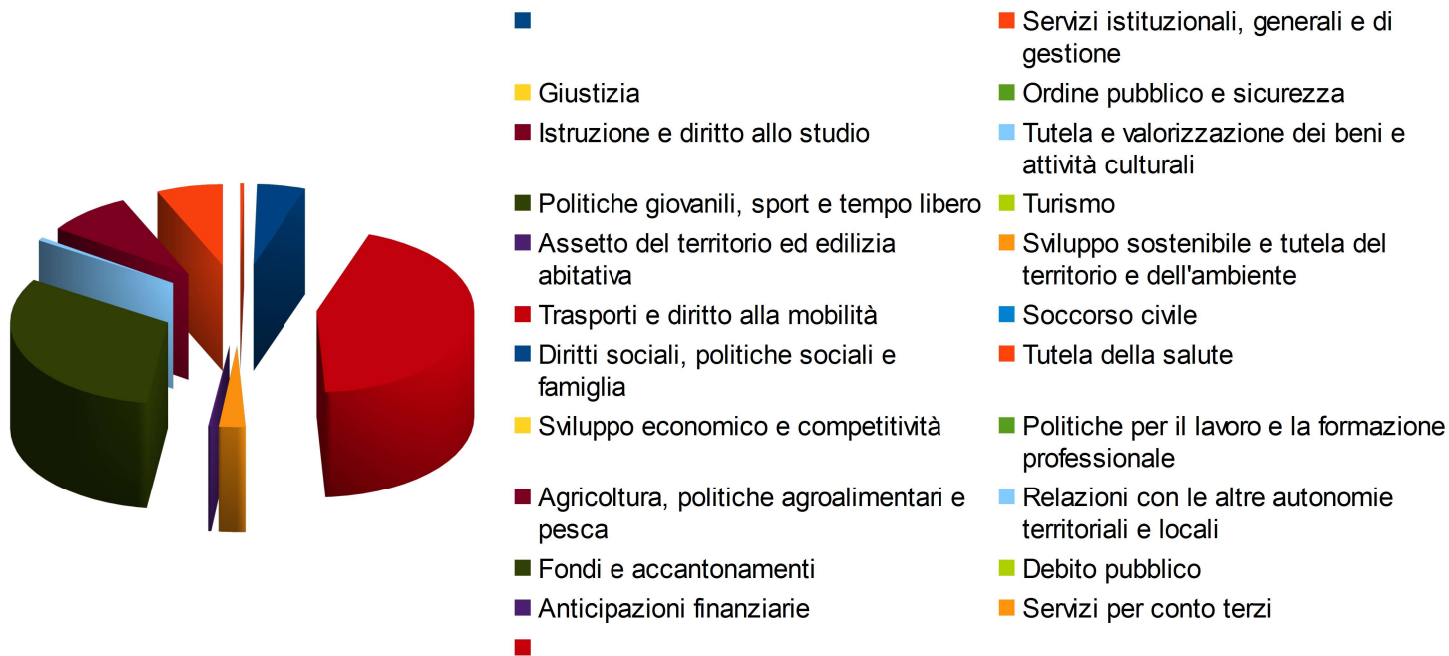 Servizi istituzionali, generali e di
gestione
Giustizia
Ordine pubblico e sicurezza
Istruzione e diritto allo studio
Tutela e valorizzazione dei beni e
attività culturali
Politiche giovanili, sport e tempo libero
Turismo
Assetto del territorio ed edilizia
abitativa
Sviluppo sostenibile e tutela del
territorio e dell'ambiente
Trasporti e diritto alla mobilità
Soccorso civile
Diritti sociali, politiche sociali e
famiglia
Tutela della salute
Sviluppo economico e competitività
Politiche per il lavoro e la formazione
professionale
Agricoltura, politiche agroalimentari e
pesca
Relazioni con le altre autonomie
territoriali e locali
Fondi e accantonamenti
Debito pubblico
Anticipazioni finanziarie
Servizi per conto terzi